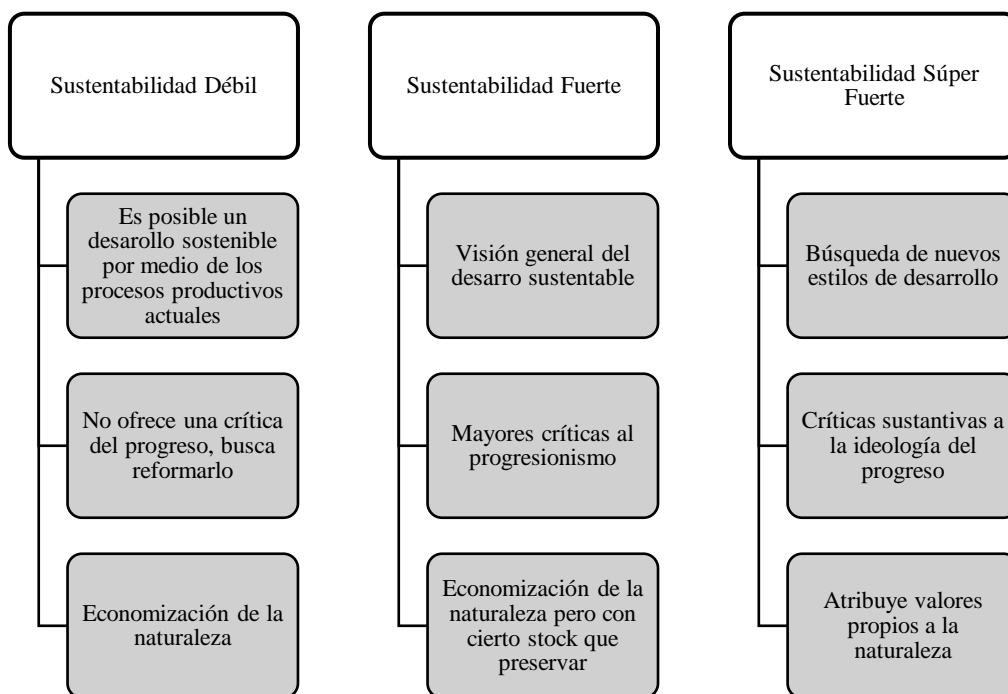 Sustentabilidad Débil
Es posible un
desarollo sostenible
por medio de los
procesos productivos
actuales
No ofrece una crítica
del progreso, busca
reformarlo
Economización de la
naturaleza
Sustentabilidad Fuerte
Visión general del
desarro sustentable
Mayores críticas al
progresionismo
Economización de la
naturaleza pero con
cierto stock que
preservar
Sustentabilidad Súper
Fuerte
Búsqueda de nuevos
estilos de desarrollo
Críticas sustantivas a
la ideología del
progreso
Atribuye valores
propios a la
naturaleza